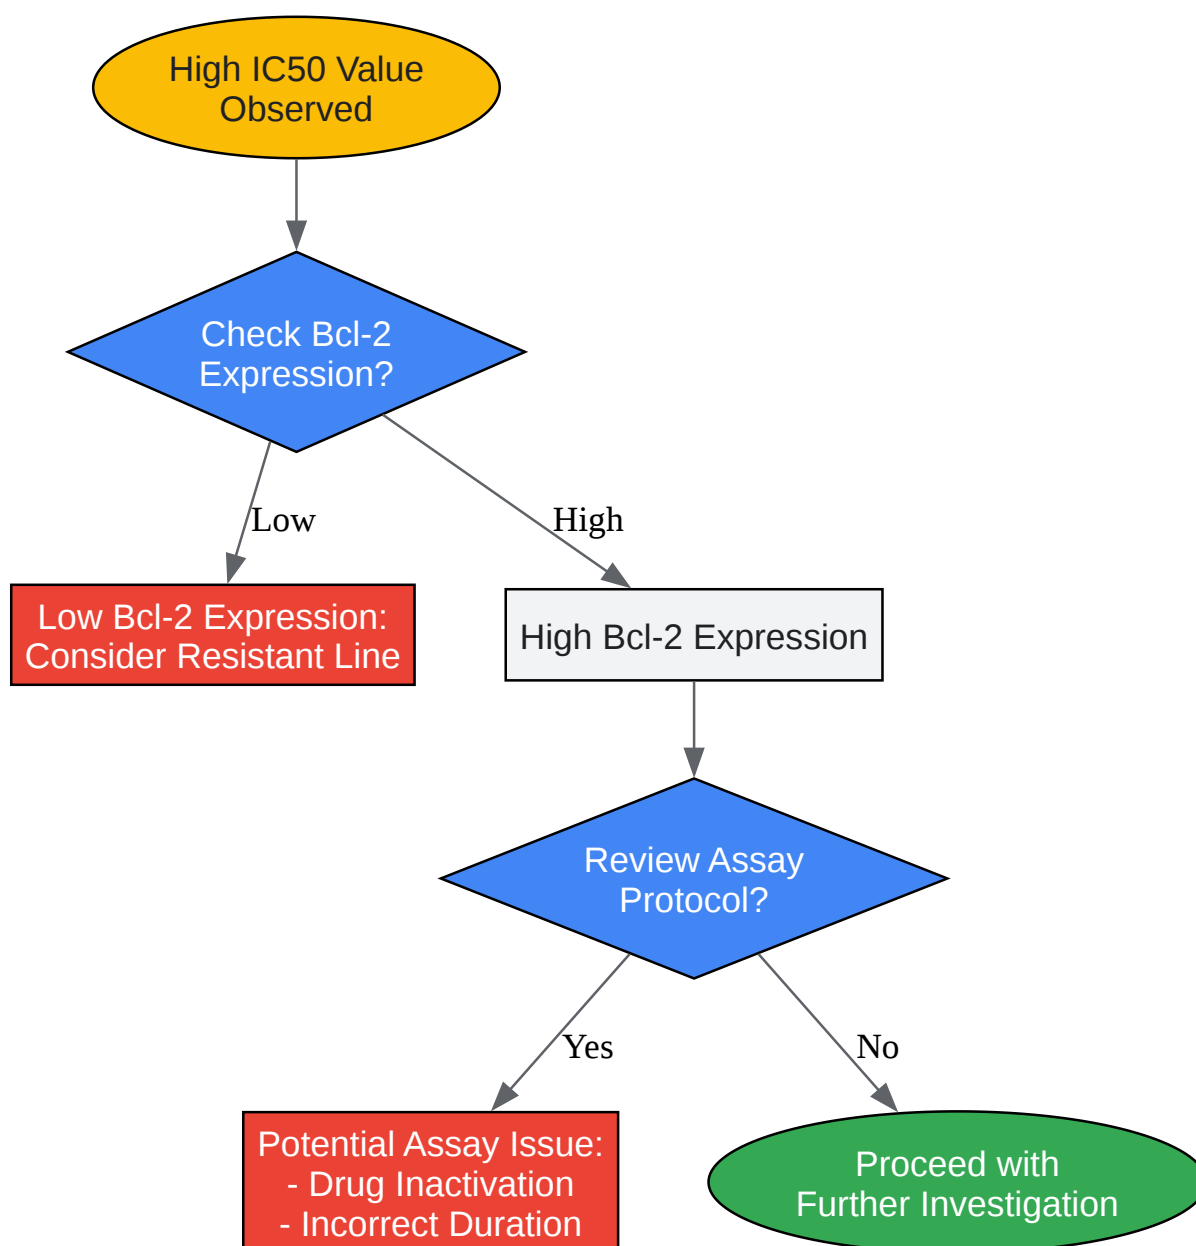 High IC50 Value
Observed
Check Bcl-2
Expression?
Low
High
Low Bcl-2 Expression:
Consider Resistant Line
High Bcl-2 Expression
Review Assay
Protocol?
Yes
No
Potential Assay Issue:
- Drug Inactivation
- Incorrect Duration
Proceed with
Further Investigation